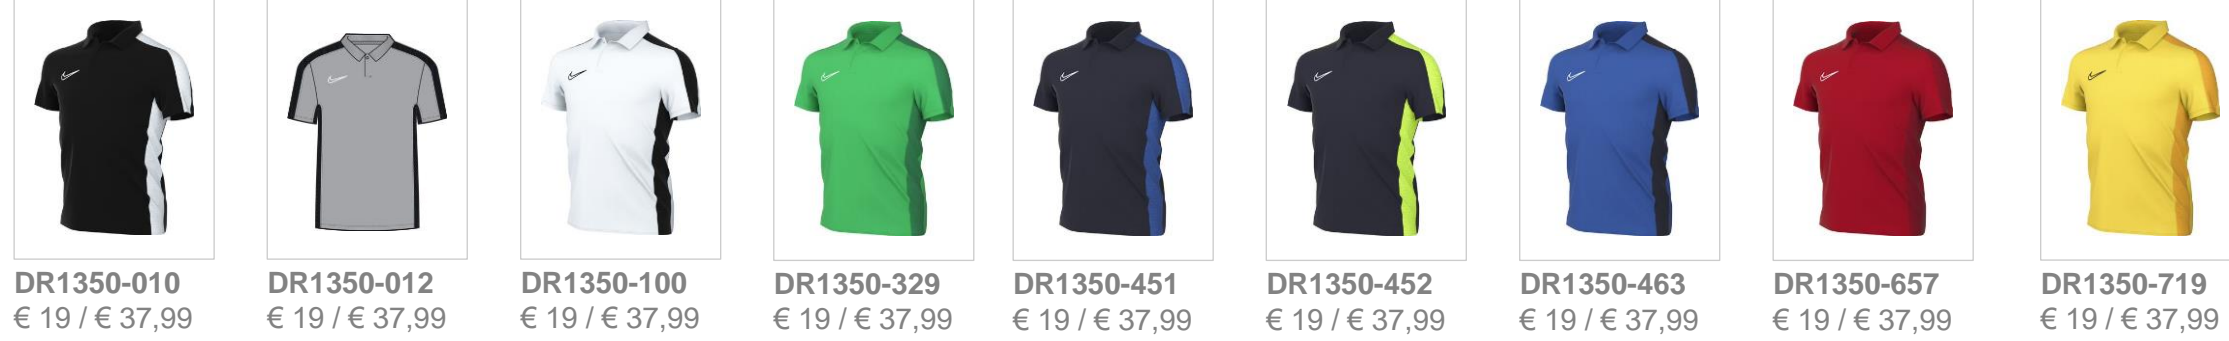 DR1350-010
€ 19 / € 37,99
DR1350-012
€ 19 / € 37,99
DR1350-100
€ 19 / € 37,99
DR1350-329
€ 19 / € 37,99
DR1350-451
€ 19 / € 37,99
DR1350-452
€ 19 / € 37,99
DR1350-463
€ 19 / € 37,99
DR1350-657
€ 19 / € 37,99
DR1350-719
€ 19 / € 37,99